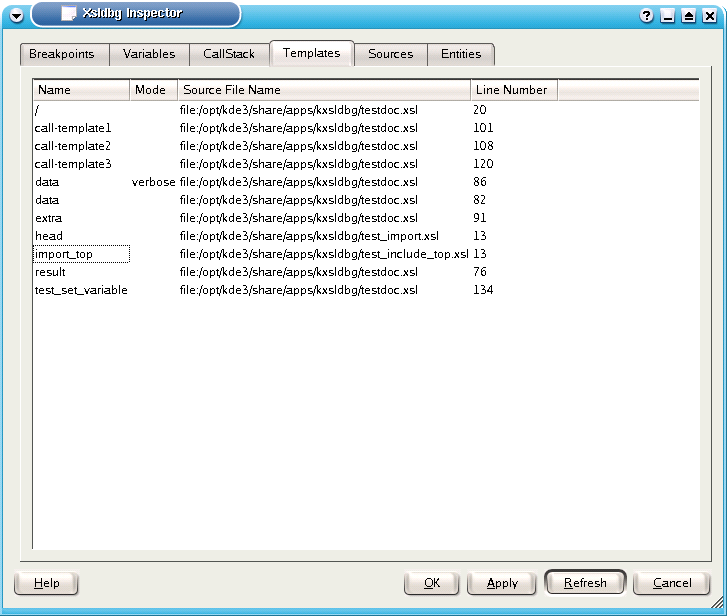 Xsldbg Inspector
Breakpoints Variables CallStack Templates Sources Entities
Name Mode Source File Name Line Number
/ file:/opt/kde3/share/apps/kxsldbg/testdoc.xsl 20
call-template1 file:/opt/kde3/share/apps/kxsldbg/testdoc.xsl 101
call-template2 file:/opt/kde3/share/apps/kxsldbg/testdoc.xsl 108
call-template3 file:/opt/kde3/share/apps/kxsldbg/testdoc.xsl 120
data verbose file:/opt/kde3/share/apps/kxsldbg/testdoc.xsl 86
data file:/opt/kde3/share/apps/kxsldbg/testdoc.xsl 82
extra file:/opt/kde3/share/apps/kxsldbg/testdoc.xsl 91
head file:/opt/kde3/share/apps/kxsldbg/test_import.xsl 13
import_top file:/opt/kde3/share/apps/kxsldbg/test_include_top.xsl 13
result file:/opt/kde3/share/apps/kxsldbg/testdoc.xsl 76
test_set_variable file:/opt/kde3/share/apps/kxsldbg/testdoc.xsl 134
Help OK Apply Refresh Cancel